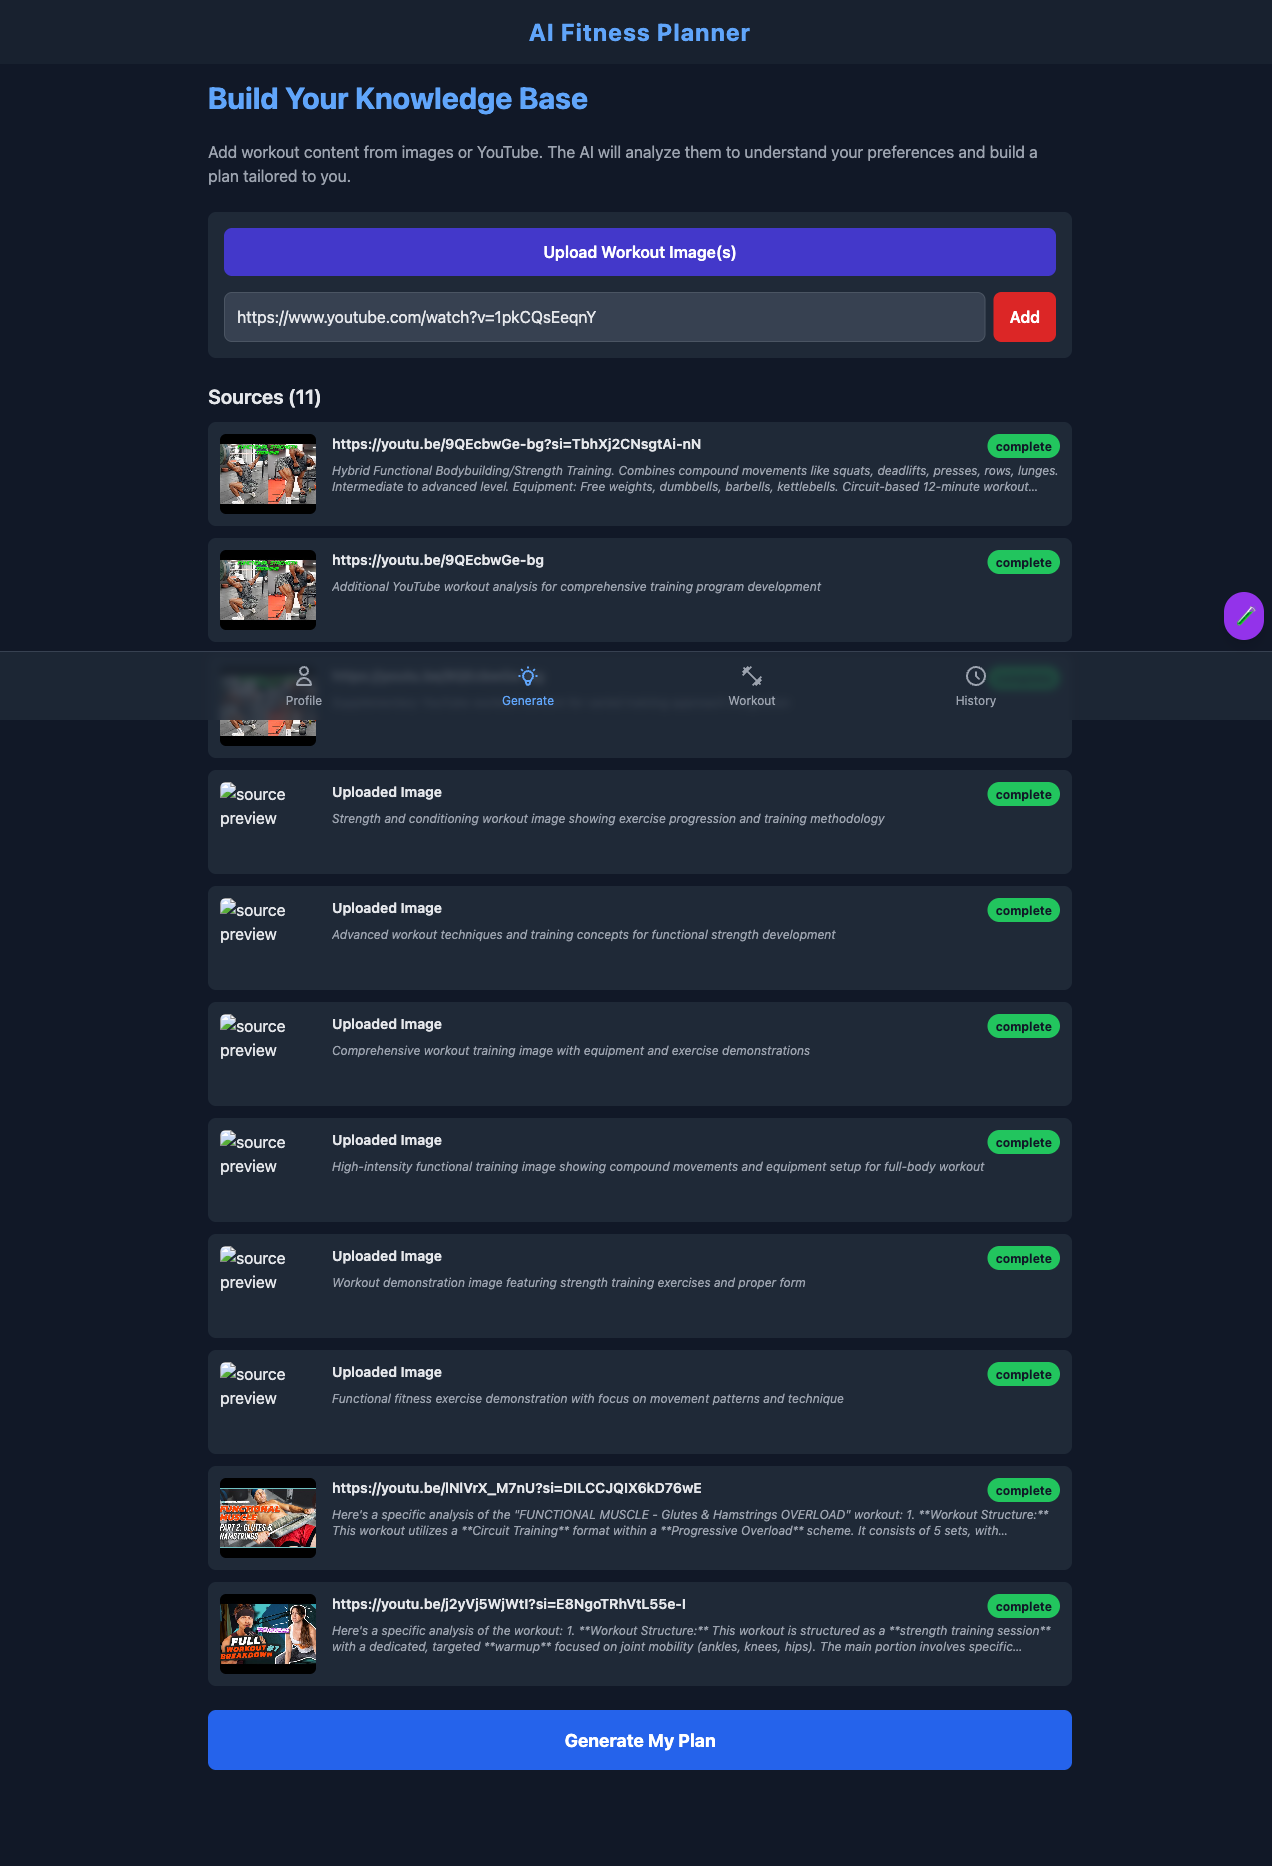 AI Fitness Planner
Build Your Knowledge Base
Add workout content from images or YouTube. The AI will analyze them to understand your preferences and build a
plan tailored to you.
Upload Workout Image(s)
https://www.youtube.com/watch?v=1pkCQsEeqnY
Add
Sources (11)
https://youtu.be/9QEcbwGe-bg?si=TbhXj2CNsgtAi-nN
complete
Hybrid Functional Bodybuilding/Strength Training. Combines compound movements like squats, deadlifts, presses, rows, lunges.
Intermediate to advanced level. Equipment: Free weights, dumbbells, barbells, kettlebells. Circuit-based 12-minute workout...
https://youtu.be/9QEcbwGe-bg
complete
Additional YouTube workout analysis for comprehensive training program development
Profile
Generate
Workout
History
source
preview
Uploaded Image
complete
Strength and conditioning workout image showing exercise progression and training methodology
source
preview
Uploaded Image
complete
Advanced workout techniques and training concepts for functional strength development
source
preview
Uploaded Image
complete
Comprehensive workout training image with equipment and exercise demonstrations
source
preview
Uploaded Image
complete
High-intensity functional training image showing compound movements and equipment setup for full-body workout
source
preview
Uploaded Image
complete
Workout demonstration image featuring strength training exercises and proper form
source
preview
Uploaded Image
complete
Functional fitness exercise demonstration with focus on movement patterns and technique
FUNCTIONAL
MUSCLE
PART 2: GLUTES &
HAMSTRINGS
https://youtu.be/lNlVrX_M7nU?si=DlLCCJQIX6kD76wE
complete
Here's a specific analysis of the "FUNCTIONAL MUSCLE - Glutes & Hamstrings OVERLOAD" workout: 1. **Workout Structure:**
This workout utilizes a **Circuit Training** format within a **Progressive Overload** scheme. It consists of 5 sets, with...
FULL
WORKOUT #7
BREAKDOWN
https://youtu.be/j2yVj5WjWtI?si=E8NgoTRhVtL55e-I
complete
Here's a specific analysis of the workout: 1. **Workout Structure:** This workout is structured as a **strength training session**
with a dedicated, targeted **warmup** focused on joint mobility (ankles, knees, hips). The main portion involves specific...
Generate My Plan